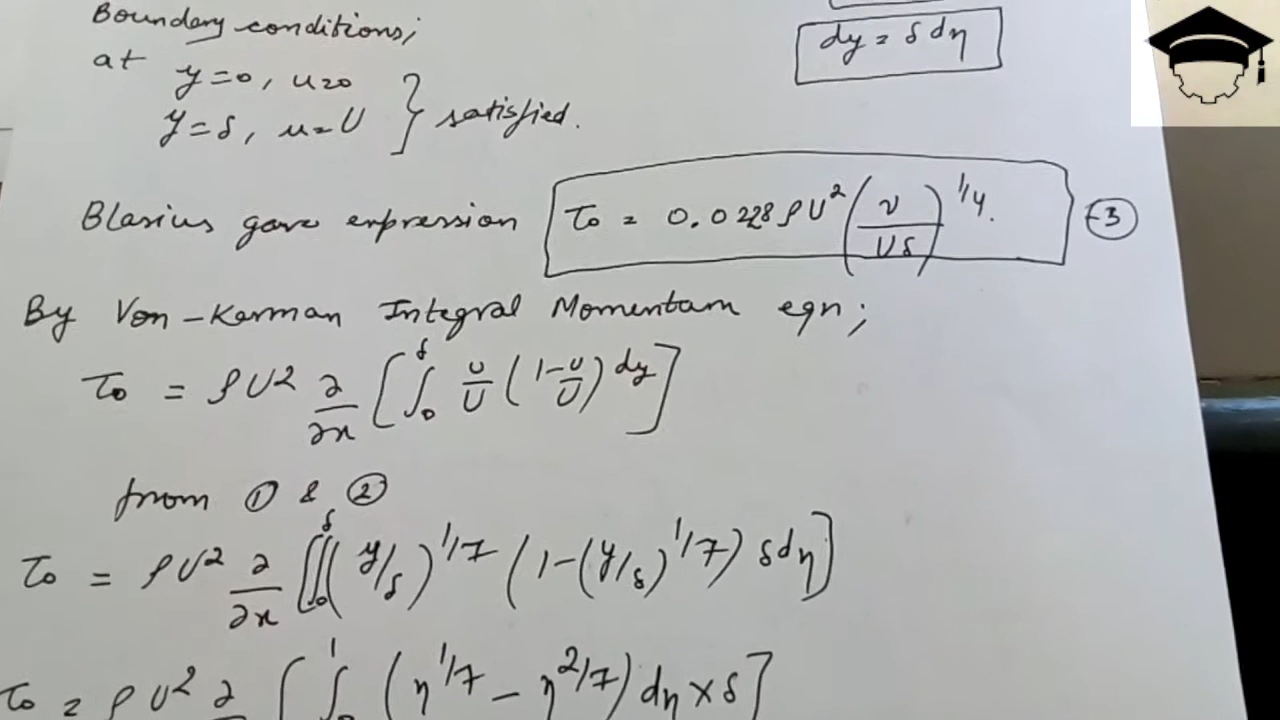 Boundary conditions;
dy = δ dη
at y=0, u=0
y=δ, u=U } satisfied.
Blasius gave expression τ₀ = 0.0228 ρU² (ν/Uδ)^1/4. -③
By Von-Karman Integral Momentum eqn;
τ₀ = ρU² ∂/∂x [∫₀^δ u/U (1-u/U) dy]
from ① & ②
τ₀ = ρU² ∂/∂x [∫₀^δ (y/δ)^1/7 (1-(y/δ)^1/7) δdη]
τ₀ = ρU² ∂ [∫₀^1 (η^1/7 - η^2/7) dη × δ]